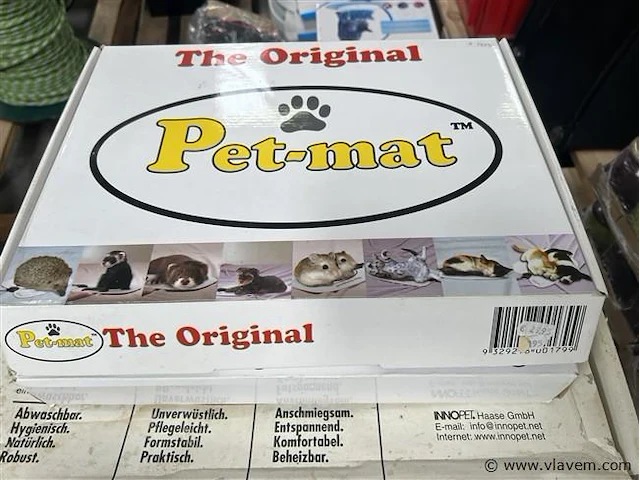 The Original
Pet-mat™
Pet-mat™ The Original
Abwaschbar. Unverwüstlich. Anschmiegsam. INNOPET Haase GmbH
Hygienisch. Pflegeleicht. Entspannend. E-mail: info@innopet.net
Natürlich. Formstabil. Komfortabel. Internet: www.innopet.net
Robust. Praktisch. Beheizbar.
© www.vlavem.com